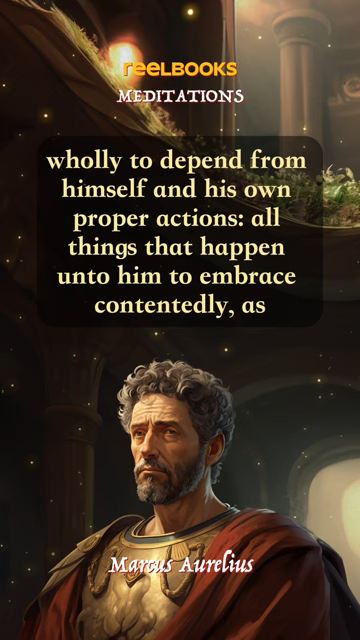 reelBOOKS
MEDITATIONS
wholly to depend from
himself and his own
proper actions: all
things that happen
unto him to embrace
contentedly, as
Marcus Aurelius